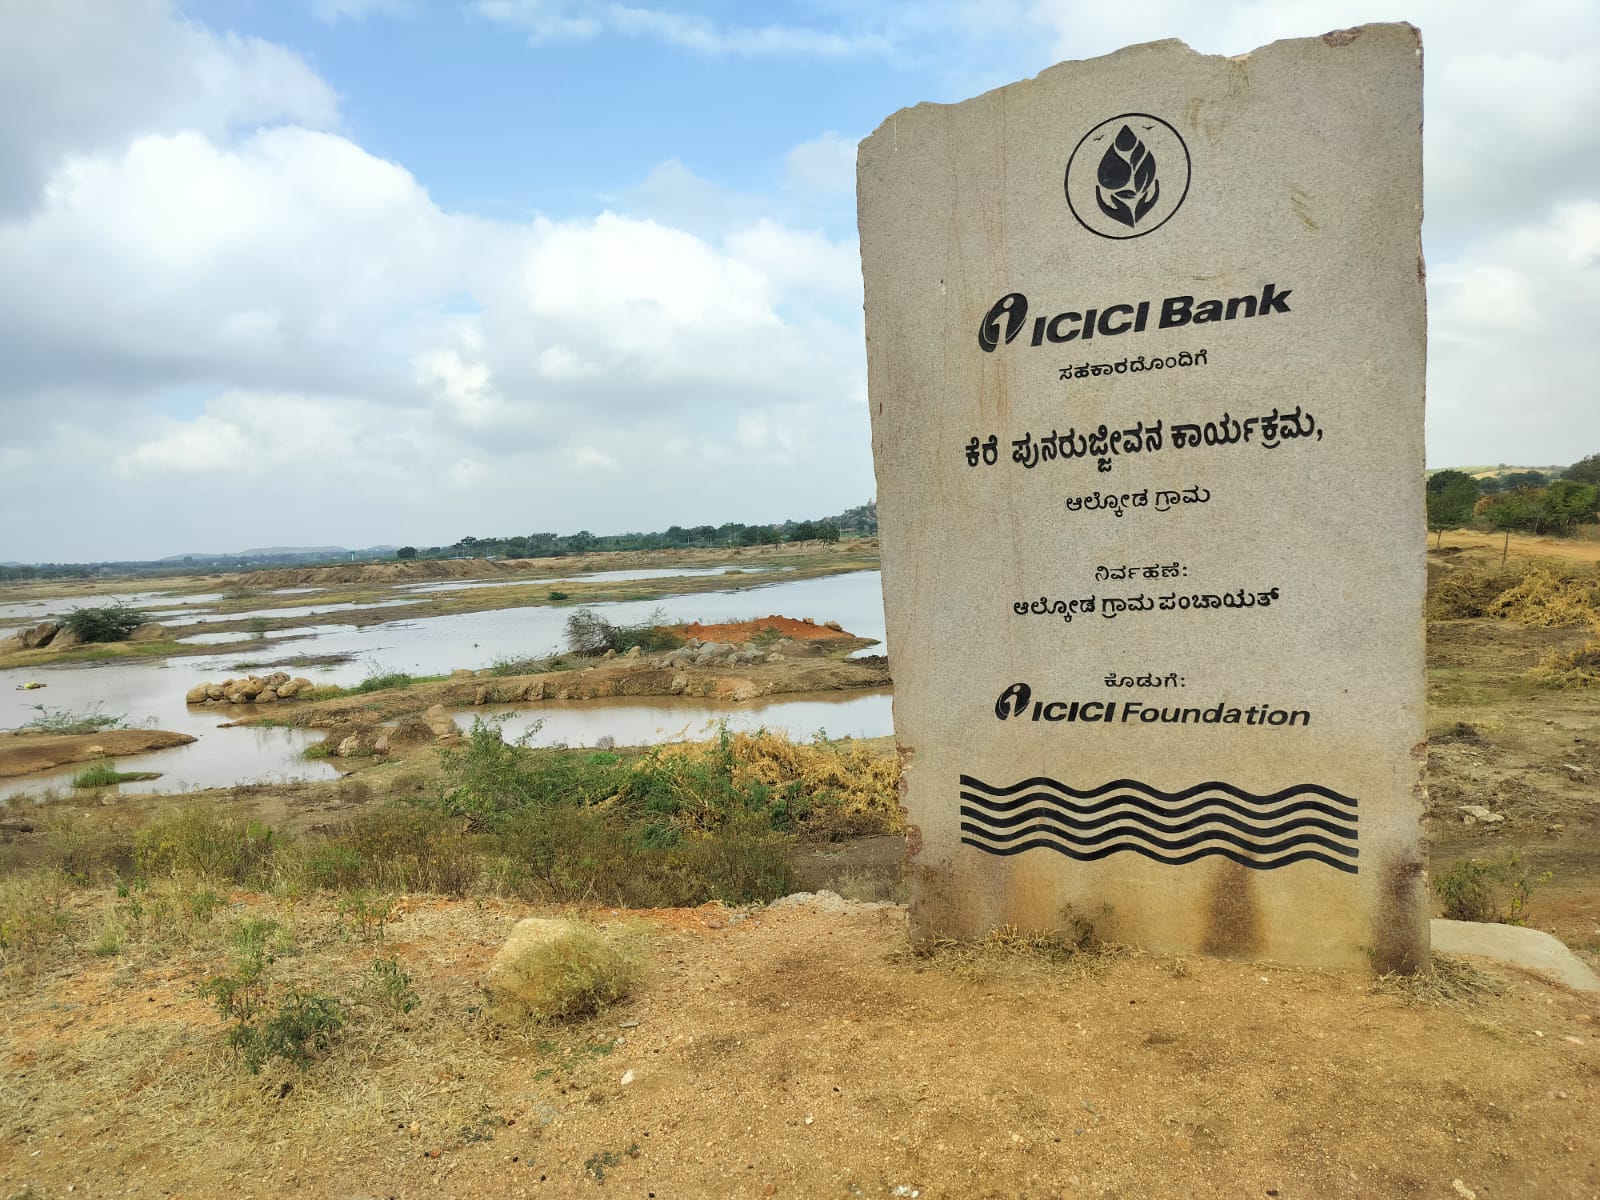 ICICI Bank
ಸಹಕಾರದೊಂದಿಗೆ
ಕೆರೆ ಪುನರುಜ್ಜೀವನ ಕಾರ್ಯಕ್ರಮ,
ಆಲ್ಕೋಡ ಗ್ರಾಮ
ನಿರ್ವಹಣೆ:
ಆಲ್ಕೋಡ ಗ್ರಾಮ ಪಂಚಾಯತ್
ಕೊಡುಗೆ:
ICICI Foundation